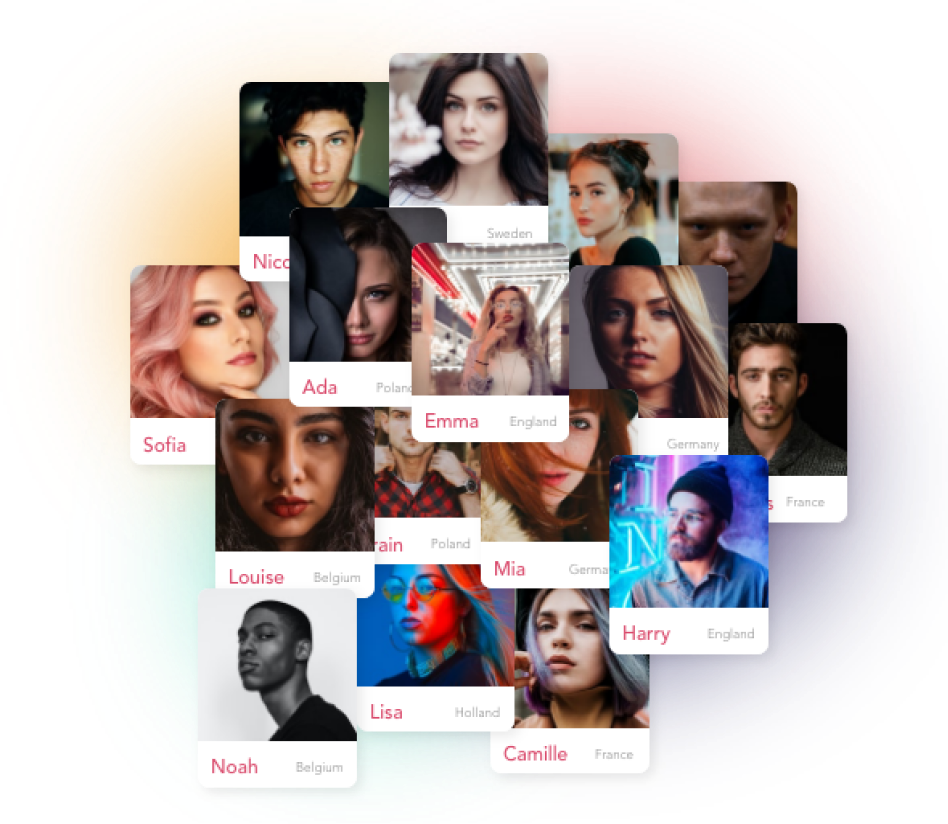 Sweden
Nicc
Ada Poland
Emma England
Sofia
Germany
s France
rain Poland
Mia Germa
Louise Belgium
Harry England
Lisa Holland
Camille France
Noah Belgium